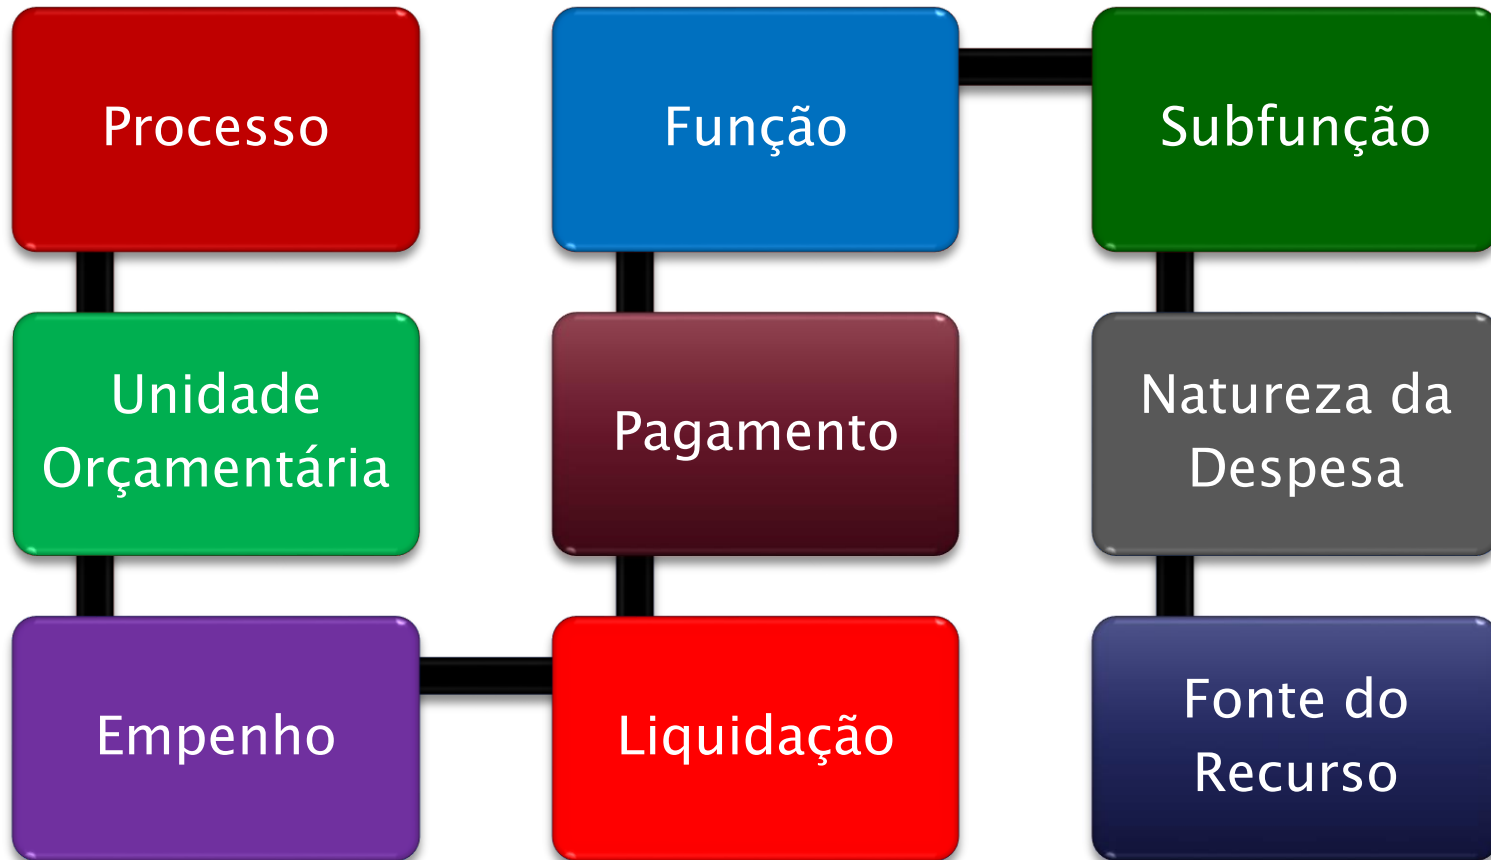 Processo
Unidade
Orçamentária
Empenho
Liquidação
Pagamento
Função
Subfunção
Natureza da
Despesa
Fonte do
Recurso